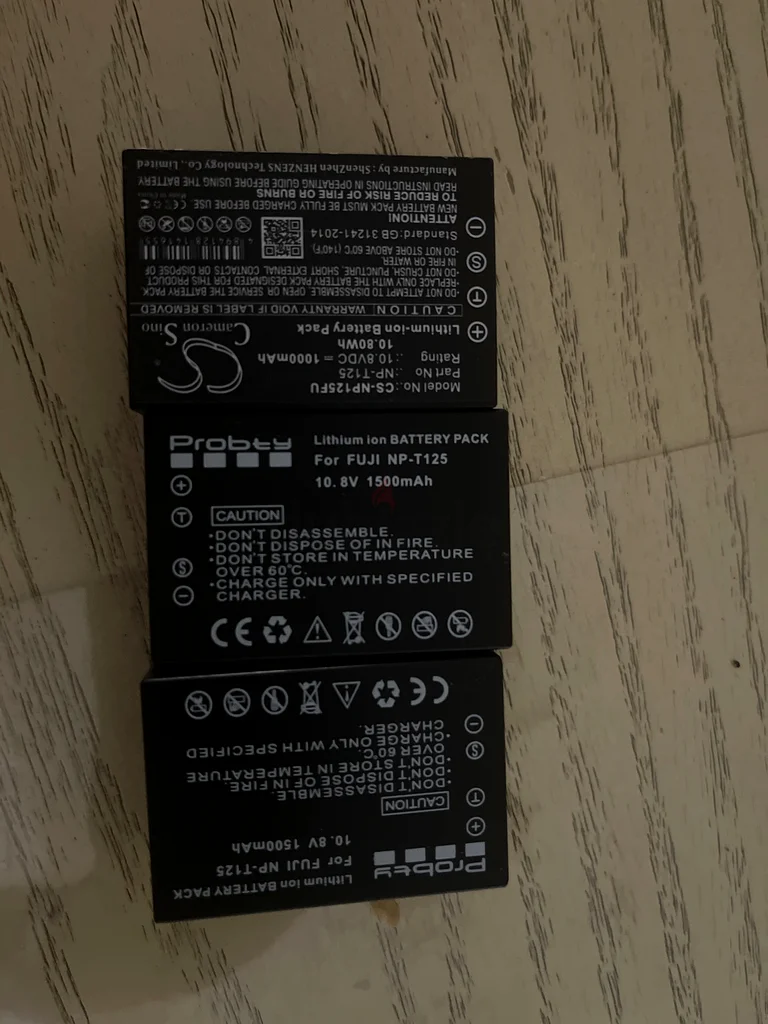 Cameron Sino
Model No.: CS-NP125FU
Part No : NP-T125
Rating : 10.8VDC = 1000mAh
10.80Wh
Lithium-ion Battery Pack
CAUTION WARRANTY VOID IF LABEL IS REMOVED
•DO NOT ATTEMPT TO DISASSEMBLE, OPEN OR SERVICE THE BATTERY PACK.
•REPLACE WITH ONLY THE BATTERY PACK DESIGNATED FOR THIS PRODUCT
•DO NOT CRUSH, PUNCTURE, SHORT EXTERNAL CONTACTS, OR DISPOSE OF
IN FIRE OR WATER.
•DO NOT STORE ABOVE 60℃ (140℉).
Standard:GB 31241-2014
ATTENTION!
NEW BATTERY PACK MUST BE CHARGED FULLY BEFORE USE
TO REDUCE RISK OF FIRE OR BURNS
READ INSTRUCTIONS IN OPERATING GUIDE BEFORE USING THE BATTERY
Manufacture by : ShenZhen HENZENS Technology Co., Limited
Probty
Lithium ion BATTERY PACK
For FUJI NP-T125
10.8V 1500mAh
+
T
S
−
CAUTION
•DON'T DISASSEMBLE.
•DON'T DISPOSE OF IN FIRE.
•DON'T STORE IN TEMPERATURE
OVER 60℃.
•CHARGE ONLY WITH SPECIFIED
CHARGER.
CE
Probty
Lithium ion BATTERY PACK
For FUJI NP-T125
10.8V 1500mAh
+
T
S
−
CAUTION
•DON'T DISASSEMBLE.
•DON'T DISPOSE OF IN FIRE.
•DON'T STORE IN TEMPERATURE
OVER 60℃.
•CHARGE ONLY WITH SPECIFIED
CHARGER.
CE